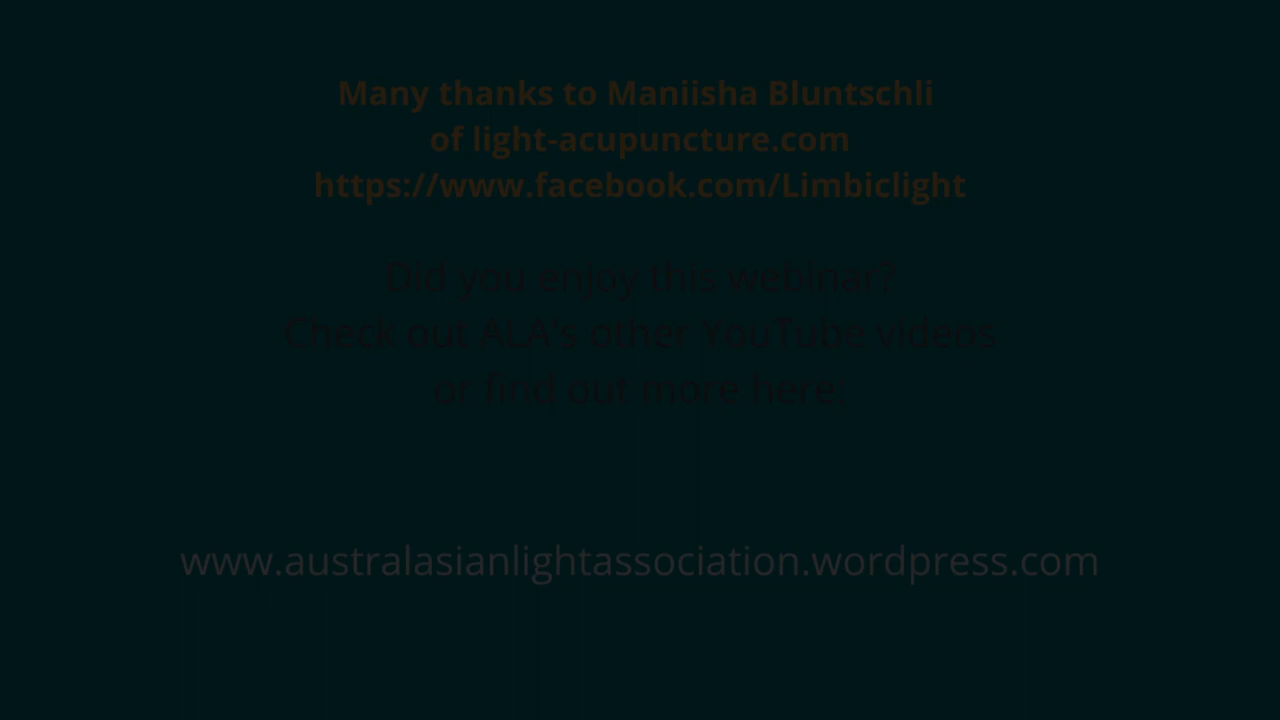 Many thanks to Maniisha Bluntschli
of light-acupuncture.com
https://www.facebook.com/Limbiclight
Did you enjoy this webinar?
Check out ALA's other YouTube videos
or find out more here:
www.australasianlightassociation.wordpress.com